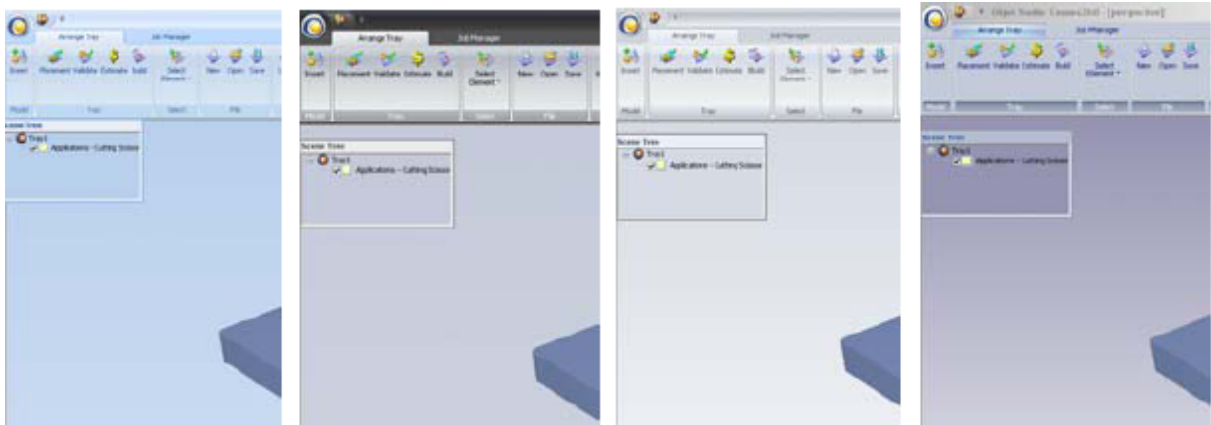 Arrange Tray Job Manager
Insert Placement Validate Estimate Build Select Element New Open Save
Model Tray Select File
Scene Tree
Tray1
Applications - Cutting Scissor
Arrange Tray Job Manager
Insert Placement Validate Estimate Build Select Element New Open Save
Model Tray Select File
Scene Tree
Tray1
Applications - Cutting Scissor
Arrange Tray Job Manager
Insert Placement Validate Estimate Build Select Element New Open Save
Model Tray Select File
Scene Tree
Tray1
Applications - Cutting Scissor
Objet Studio [perspective]
Arrange Tray Job Manager
Insert Placement Validate Estimate Build Select Element New Open Save
Model Tray Select File
Scene Tree
Tray1
Applications - Cutting Scissor